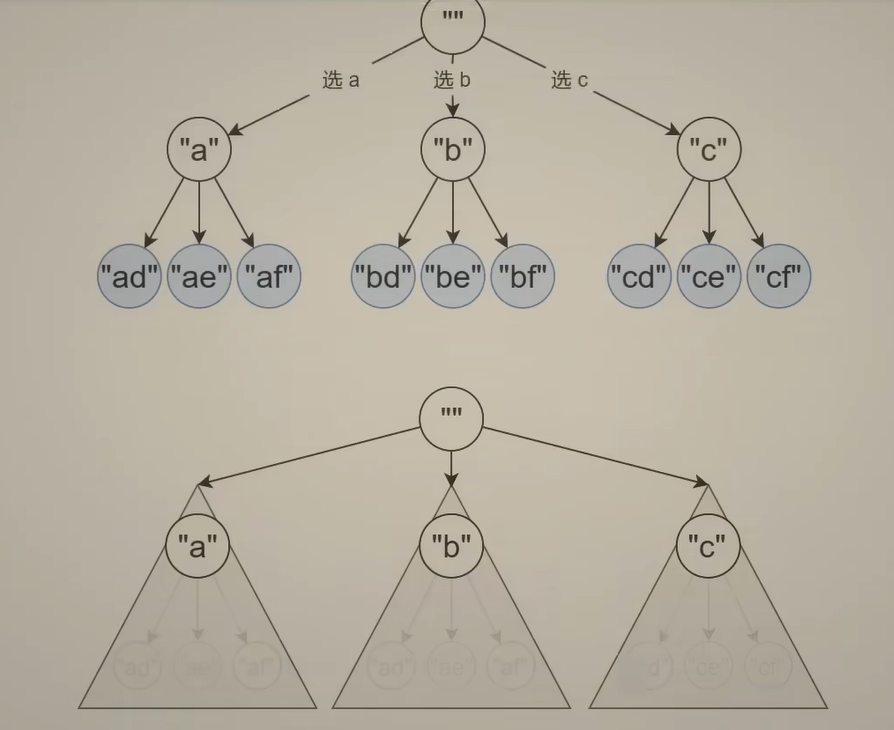 ""
选 a 选 b 选 c
"a" "b" "c"
"ad" "ae" "af" "bd" "be" "bf" "cd" "ce" "cf"
""
"a" "b" "c"
"ad" "ae" "af" "ad" "ae" "af" "ce" "cf"